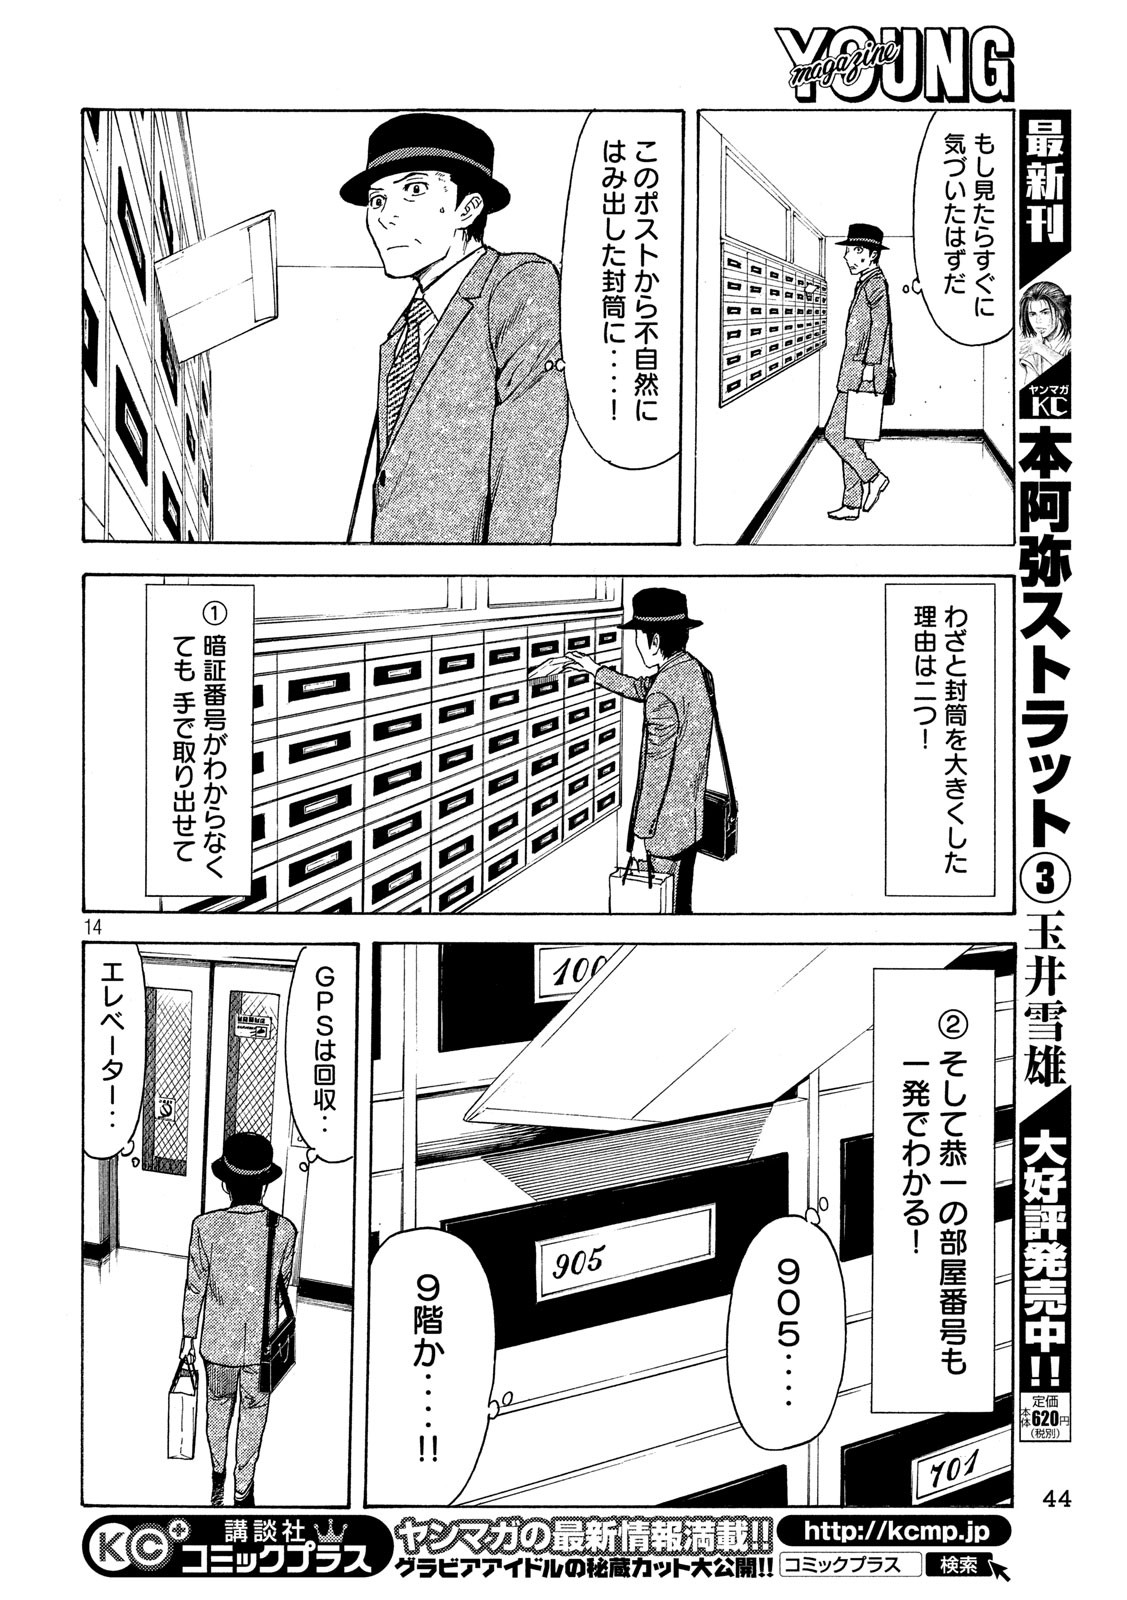 YOUNG
magazine
もし見たらすぐに
気づいたはずだ
このポストから不自然に
はみ出した封筒に‥‥‥!
わざと封筒を大きくした
理由は二つ!
①暗証番号がわからなく
ても 手で取り出せて
14
②そして恭一の部屋番号も
一発でわかる!
100
905
701
905‥‥
9階か‥‥‥!!
GPSは回収‥
エレベーター‥
最新刊
ヤンマガ
KC
本阿弥ストラット③
玉井雪雄
大好評発売中!!
定価
本体620円
(税別)
44
KC+
講談社
コミックプラス
ヤンマガの最新情報満載!!
グラビアアイドルの秘蔵カット大公開!!
http://kcmp.jp
コミックプラス
検索